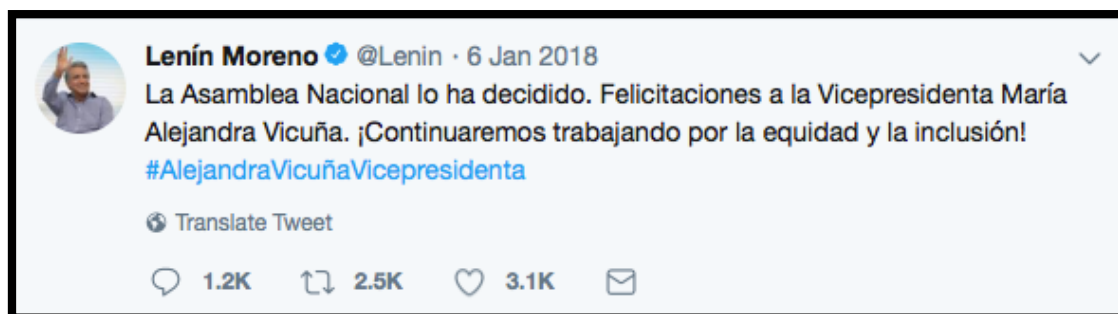 Lenín Moreno @Lenin · 6 Jan 2018
La Asamblea Nacional lo ha decidido. Felicitaciones a la Vicepresidenta María
Alejandra Vicuña. ¡Continuaremos trabajando por la equidad y la inclusión!
#AlejandraVicuñaVicepresidenta
Translate Tweet
1.2K 2.5K 3.1K